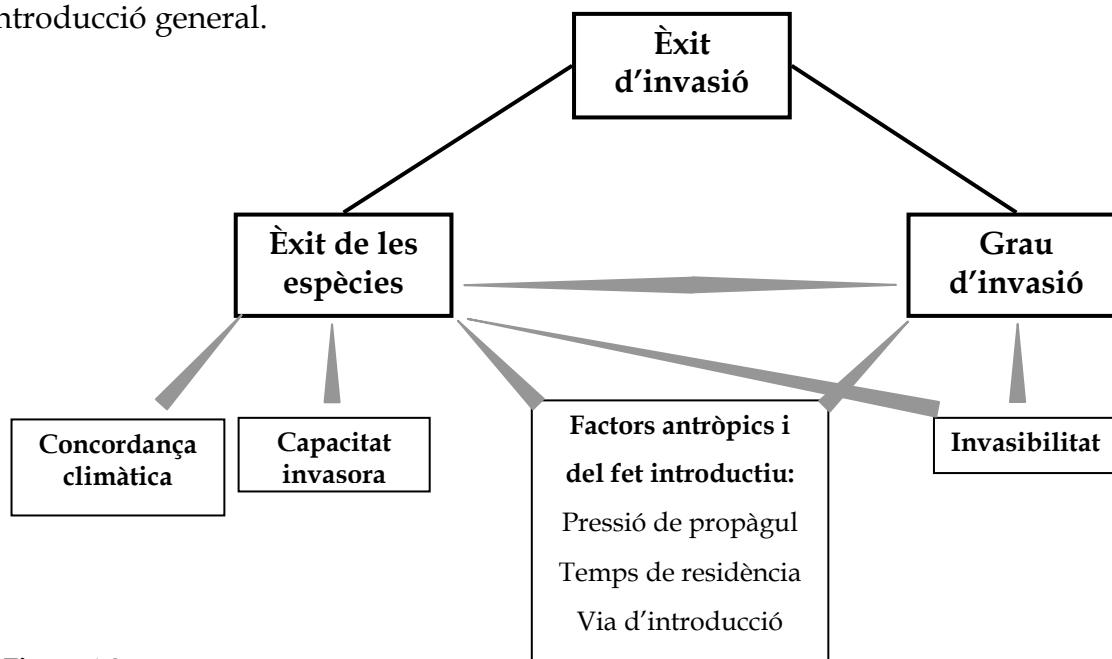 ntroducció general.
Èxit
d'invasió
Èxit de les
espècies
Grau
d'invasió
Concordança
climàtica
Capacitat
invasora
Factors antròpics i
del fet introductiu:
Pressió de propàgul
Temps de residència
Via d'introducció
Invasibilitat